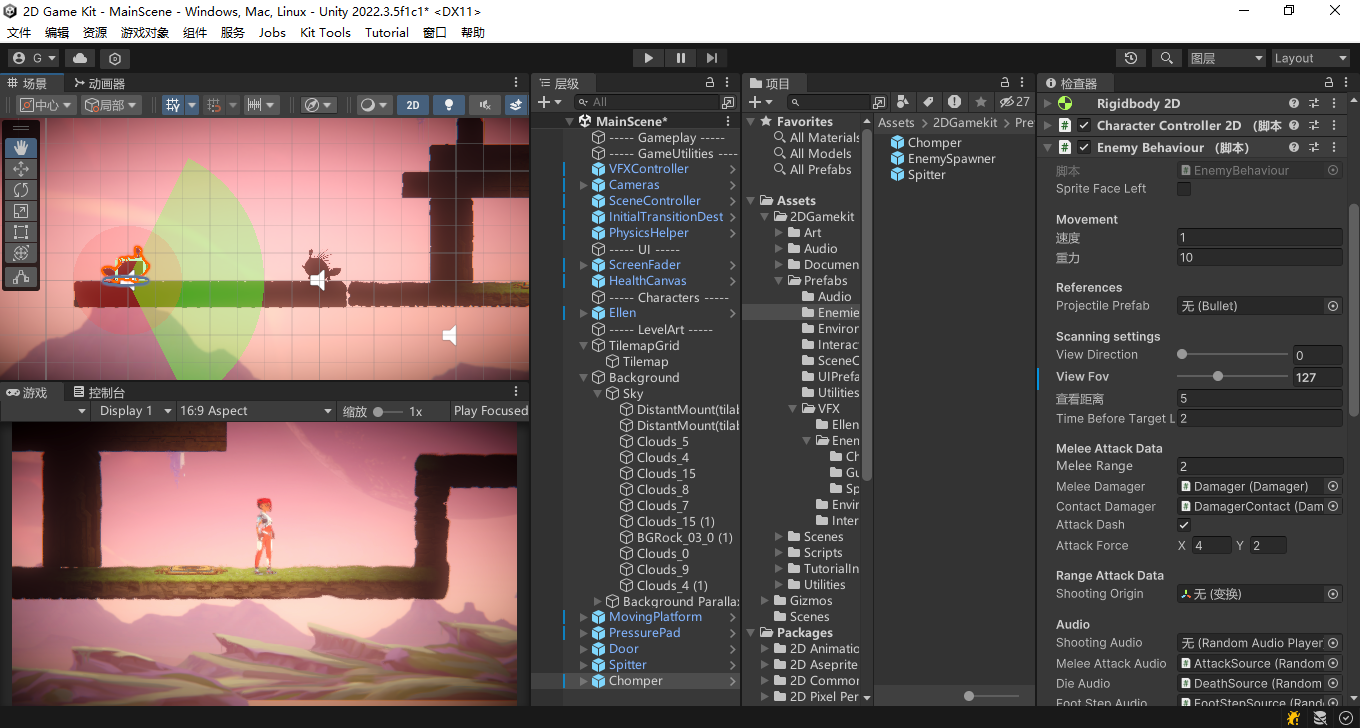 2D Game Kit - MainScene - Windows, Mac, Linux - Unity 2022.3.5f1c1* <DX11>
文件 编辑 资源 游戏对象 组件 服务 Jobs Kit Tools Tutorial 窗口 帮助
G
图层
Layout
场景 动画器
中心 局部 2D
游戏 控制台
Display 1 16:9 Aspect 缩放 1x Play Focused
层级
All
MainScene*
----- Gameplay -----
----- GameUtilities ----
VFXController
Cameras
SceneController
InitialTransitionDest
PhysicsHelper
----- UI -----
ScreenFader
HealthCanvas
----- Characters -----
Ellen
----- LevelArt -----
TilemapGrid
Tilemap
Background
Sky
DistantMount(tilab
DistantMount(tilab
Clouds_5
Clouds_4
Clouds_15
Clouds_8
Clouds_7
Clouds_15 (1)
BGRock_03_0 (1)
Clouds_0
Clouds_9
Clouds_4 (1)
Background Paralla
MovingPlatform
PressurePad
Door
Spitter
Chomper
项目
27
Favorites
All Materials
All Models
All Prefabs
Assets
2DGamekit
Art
Audio
Documen
Prefabs
Audio
Enemie
Environ
Interac
SceneC
UIPrefa
Utilities
VFX
Ellen
Enem
Ch
Gu
Sp
Envir
Inter
Scenes
Scripts
TutorialIn
Utilities
Gizmos
Scenes
Packages
2D Animatio
2D Aseprite
2D Common
2D Pixel Per
Assets 2DGamekit Pre
Chomper
EnemySpawner
Spitter
检查器
Rigidbody 2D
Character Controller 2D (脚本
Enemy Behaviour (脚本)
脚本 EnemyBehaviour
Sprite Face Left
Movement
速度 1
重力 10
References
Projectile Prefab 无 (Bullet)
Scanning settings
View Direction 0
View Fov 127
查看距离 5
Time Before Target L 2
Melee Attack Data
Melee Range 2
Melee Damager Damager (Damager)
Contact Damager DamagerContact (Dam
Attack Dash
Attack Force X 4 Y 2
Range Attack Data
Shooting Origin 无 (变换)
Audio
Shooting Audio 无 (Random Audio Player
Melee Attack Audio AttackSource (Random
Die Audio DeathSource (Random
Foot Step Audio FootStepSource (Rand